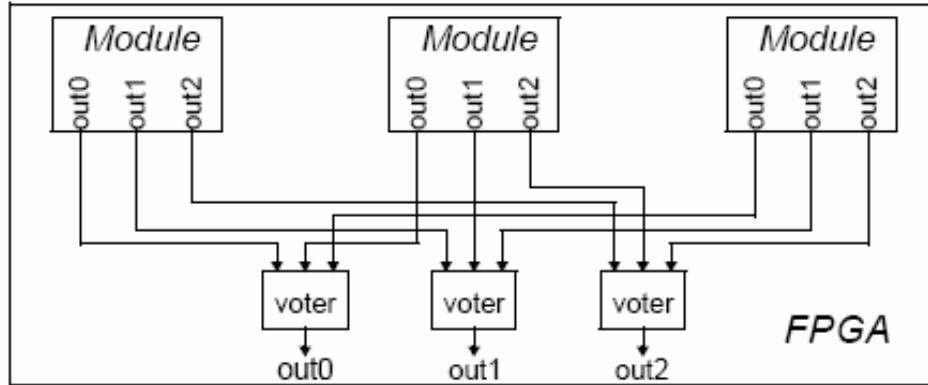 Module Module Module
out0 out1 out2 out0 out1 out2 out0 out1 out2
voter voter voter
FPGA
out0 out1 out2